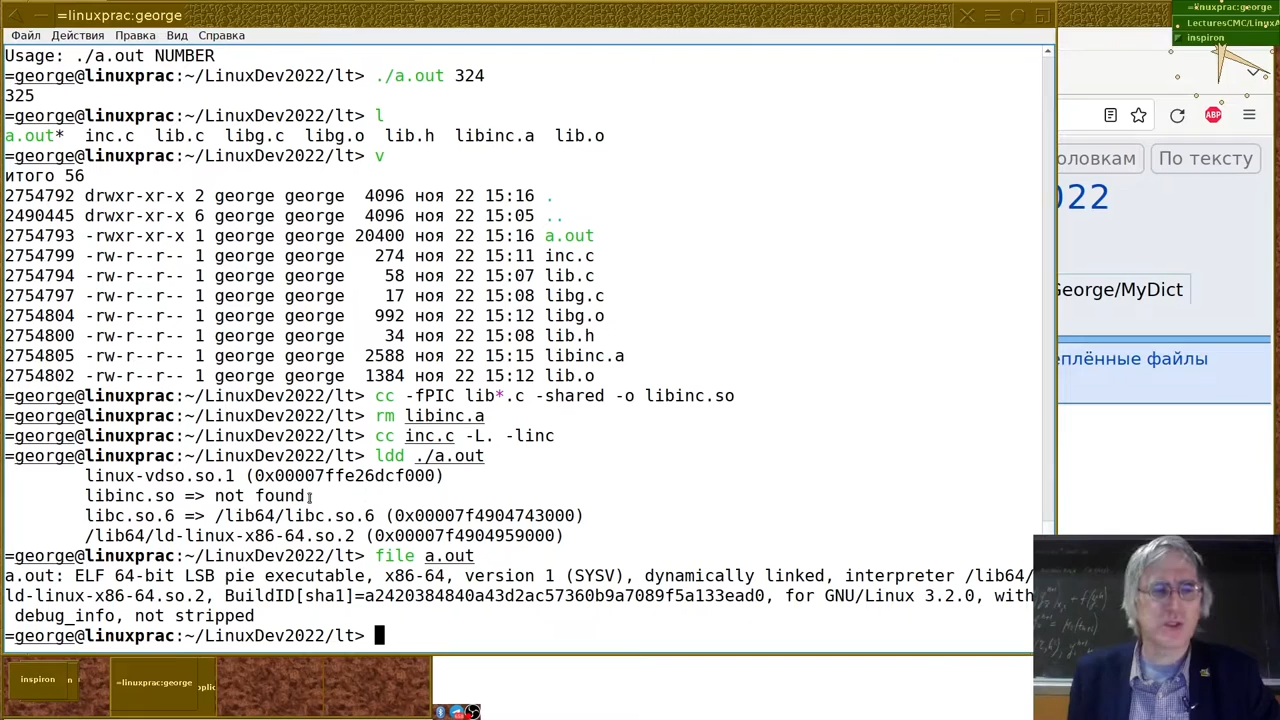 =linuxprac:george
Файл Действия Правка Вид Справка
Usage: ./a.out NUMBER
=george@linuxprac:~/LinuxDev2022/lt> ./a.out 324
325
=george@linuxprac:~/LinuxDev2022/lt> l
a.out* inc.c lib.c libg.c libg.o lib.h libinc.a lib.o
=george@linuxprac:~/LinuxDev2022/lt> v
итого 56
2754792 drwxr-xr-x 2 george george 4096 ноя 22 15:16 .
2490445 drwxr-xr-x 6 george george 4096 ноя 22 15:05 ..
2754793 -rwxr-xr-x 1 george george 20400 ноя 22 15:16 a.out
2754799 -rw-r--r-- 1 george george 274 ноя 22 15:11 inc.c
2754794 -rw-r--r-- 1 george george 58 ноя 22 15:07 lib.c
2754797 -rw-r--r-- 1 george george 17 ноя 22 15:08 libg.c
2754804 -rw-r--r-- 1 george george 992 ноя 22 15:12 libg.o
2754800 -rw-r--r-- 1 george george 34 ноя 22 15:08 lib.h
2754805 -rw-r--r-- 1 george george 2588 ноя 22 15:15 libinc.a
2754802 -rw-r--r-- 1 george george 1384 ноя 22 15:12 lib.o
=george@linuxprac:~/LinuxDev2022/lt> cc -fPIC lib*.c -shared -o libinc.so
=george@linuxprac:~/LinuxDev2022/lt> rm libinc.a
=george@linuxprac:~/LinuxDev2022/lt> cc inc.c -L. -linc
=george@linuxprac:~/LinuxDev2022/lt> ldd ./a.out
linux-vdso.so.1 (0x00007ffe26dcf000)
libinc.so => not found
libc.so.6 => /lib64/libc.so.6 (0x00007f4904743000)
/lib64/ld-linux-x86-64.so.2 (0x00007f4904959000)
=george@linuxprac:~/LinuxDev2022/lt> file a.out
a.out: ELF 64-bit LSB pie executable, x86-64, version 1 (SYSV), dynamically linked, interpreter /lib64/
ld-linux-x86-64.so.2, BuildID[sha1]=a2420384840a43d2ac57360b9a7089f5a133ead0, for GNU/Linux 3.2.0, with
debug_info, not stripped
=george@linuxprac:~/LinuxDev2022/lt>
=linuxprac:george
LecturesCMC/LinuxA
inspiron
ABP
оловкам По тексту
022
George/MyDict
еплённые файлы
inspiron n
=linuxprac:george
plic